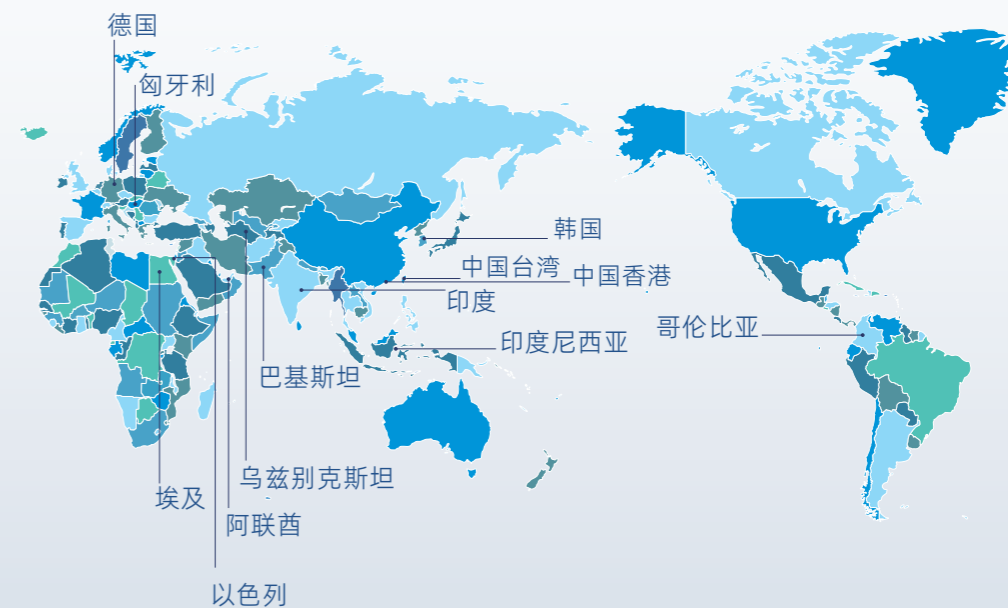 德国
匈牙利
韩国
中国台湾
中国香港
印度
哥伦比亚
印度尼西亚
巴基斯坦
乌兹别克斯坦
埃及
阿联酋
以色列